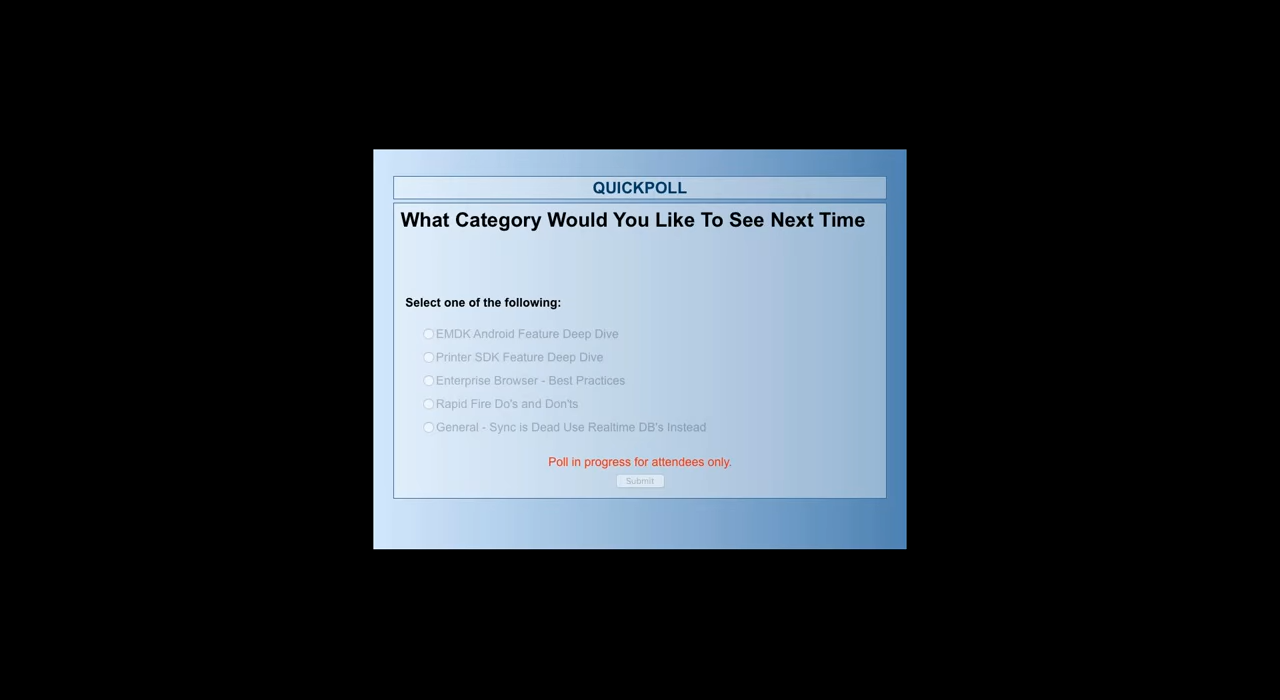 QUICKPOLL
What Category Would You Like To See Next Time
Select one of the following:
EMDK Android Feature Deep Dive
Printer SDK Feature Deep Dive
Enterprise Browser - Best Practices
Rapid Fire Do's and Don'ts
General - Sync is Dead Use Realtime DB's Instead
Poll in progress for attendees only.
Submit